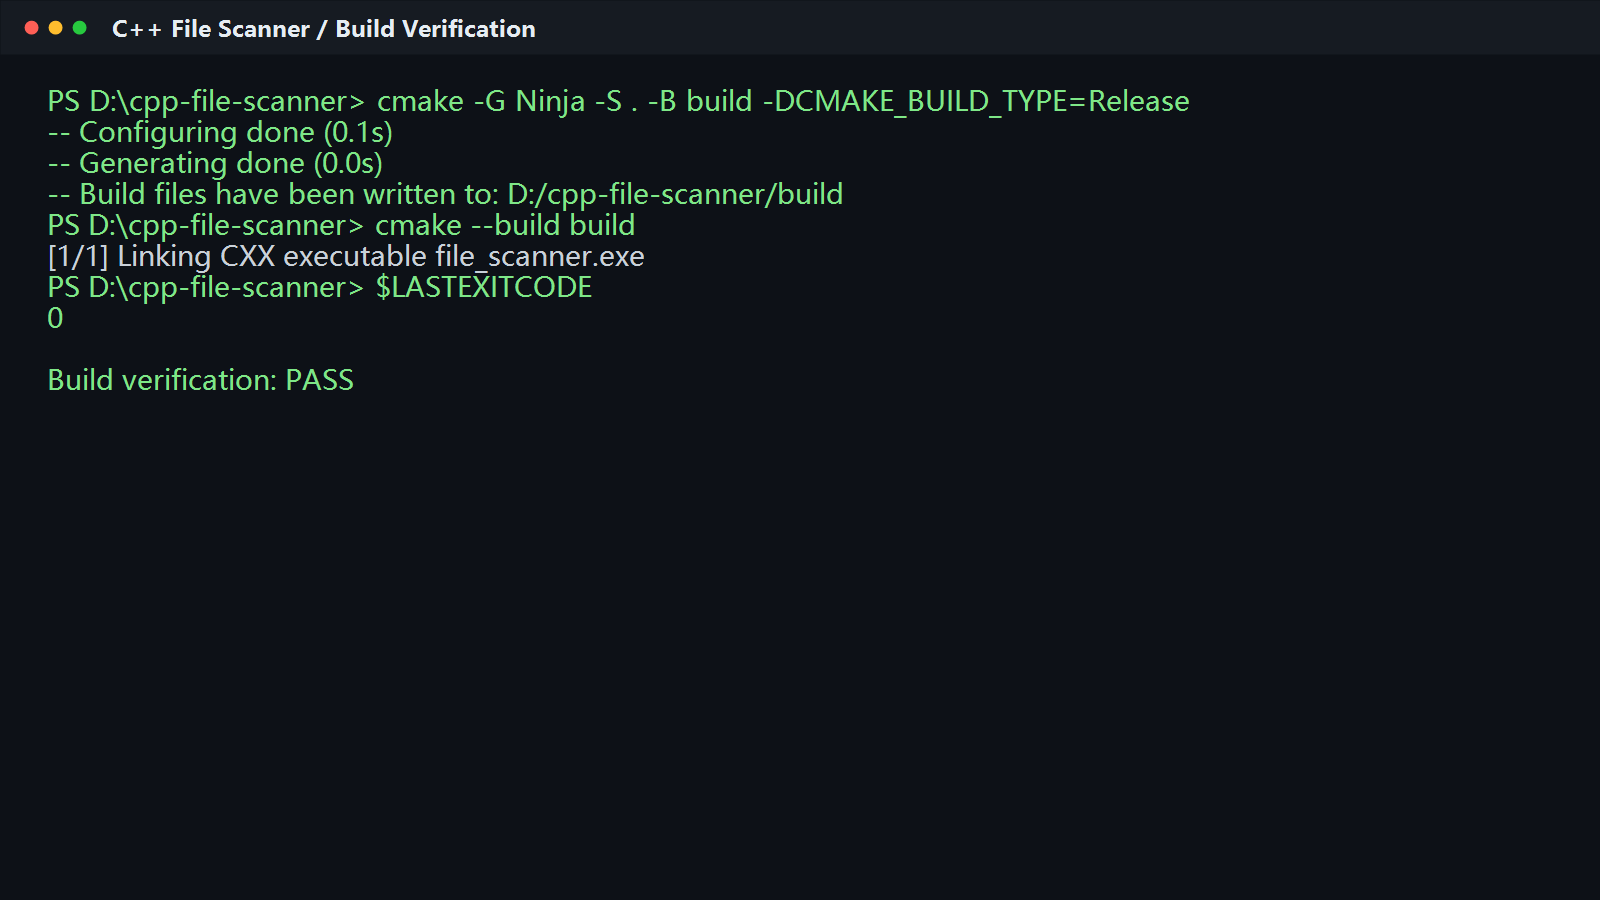 C++ File Scanner / Build Verification
PS D:\cpp-file-scanner> cmake -G Ninja -S . -B build -DCMAKE_BUILD_TYPE=Release
-- Configuring done (0.1s)
-- Generating done (0.0s)
-- Build files have been written to: D:/cpp-file-scanner/build
PS D:\cpp-file-scanner> cmake --build build
[1/1] Linking CXX executable file_scanner.exe
PS D:\cpp-file-scanner> $LASTEXITCODE
0
Build verification: PASS